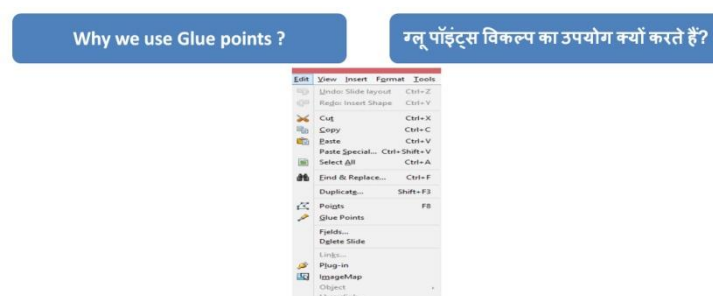 Why we use Glue points ?
ग्लू पॉइंट्स विकल्प का उपयोग क्यों करते हैं?
Edit View Insert Format Tools
Undo: Slide layout Ctrl+Z
Redo: Insert Shape Ctrl+Y
Cut Ctrl+X
Copy Ctrl+C
Paste Ctrl+V
Paste Special... Ctrl+Shift+V
Select All Ctrl+A
Find & Replace... Ctrl+F
Duplicate... Shift+F3
Points F8
Glue Points
Fields...
Delete Slide
Links...
Plug-in
ImageMap
Object